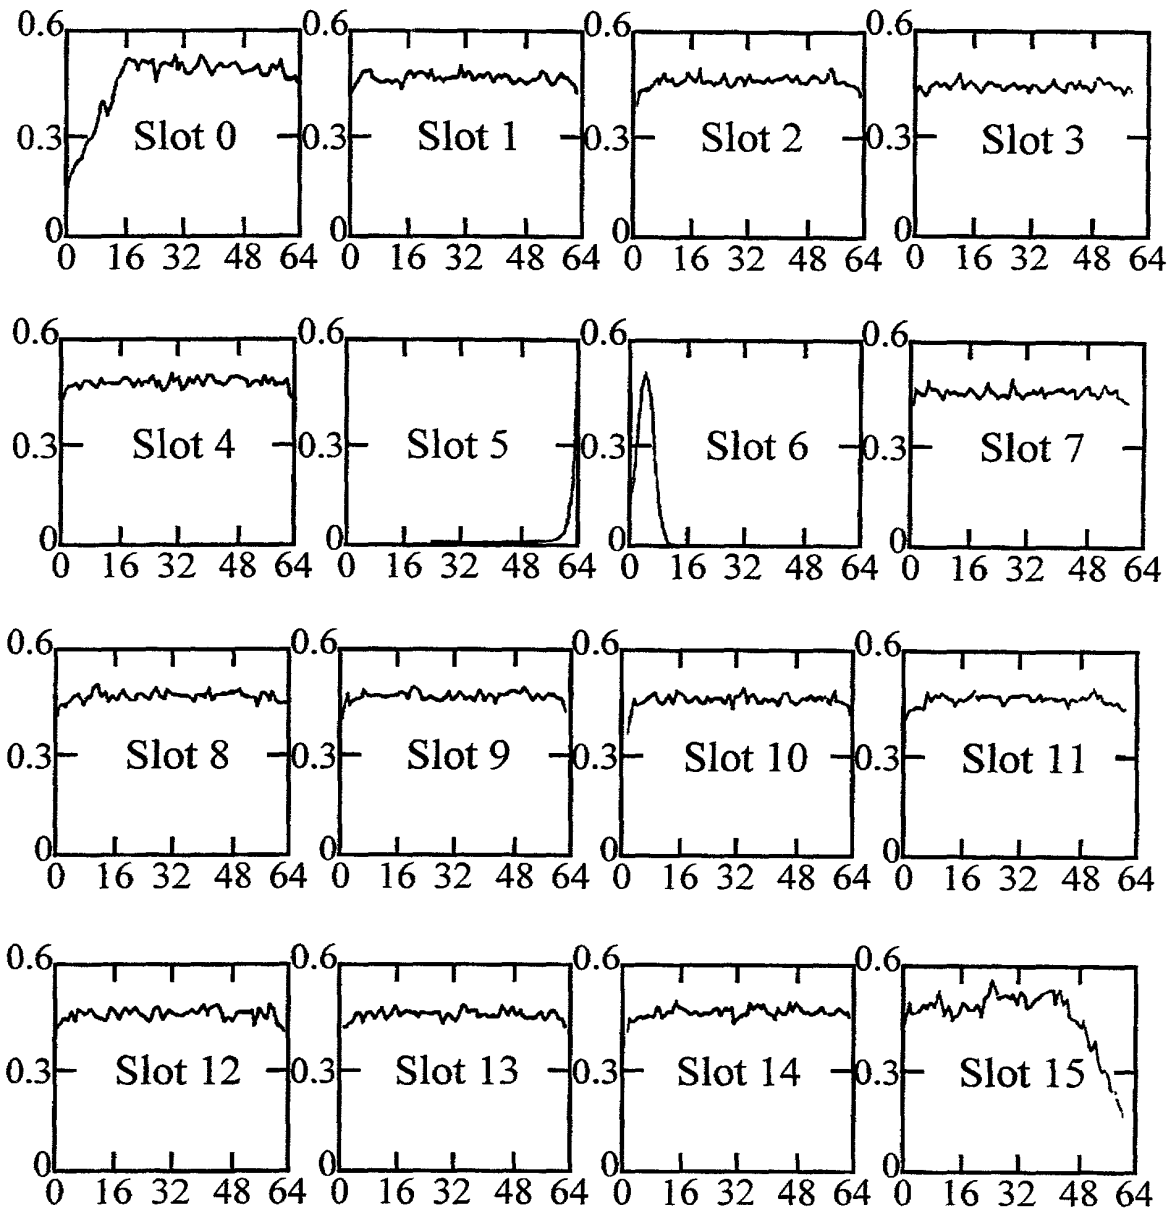 0.6 0.6 0.6 0.6
0.3 Slot 0 0.3 Slot 1 0.3 Slot 2 0.3 Slot 3
0 0 0 0
0 16 32 48 64 0 16 32 48 64 0 16 32 48 64 0 16 32 48 64
0.6 0.6 0.6 0.6
0.3 Slot 4 0.3 Slot 5 0.3 Slot 6 0.3 Slot 7
0 0 0 0
0 16 32 48 64 0 16 32 48 64 0 16 32 48 64 0 16 32 48 64
0.6 0.6 0.6 0.6
0.3 Slot 8 0.3 Slot 9 0.3 Slot 10 0.3 Slot 11
0 0 0 0
0 16 32 48 64 0 16 32 48 64 0 16 32 48 64 0 16 32 48 64
0.6 0.6 0.6 0.6
0.3 Slot 12 0.3 Slot 13 0.3 Slot 14 0.3 Slot 15
0 0 0 0
0 16 32 48 64 0 16 32 48 64 0 16 32 48 64 0 16 32 48 64